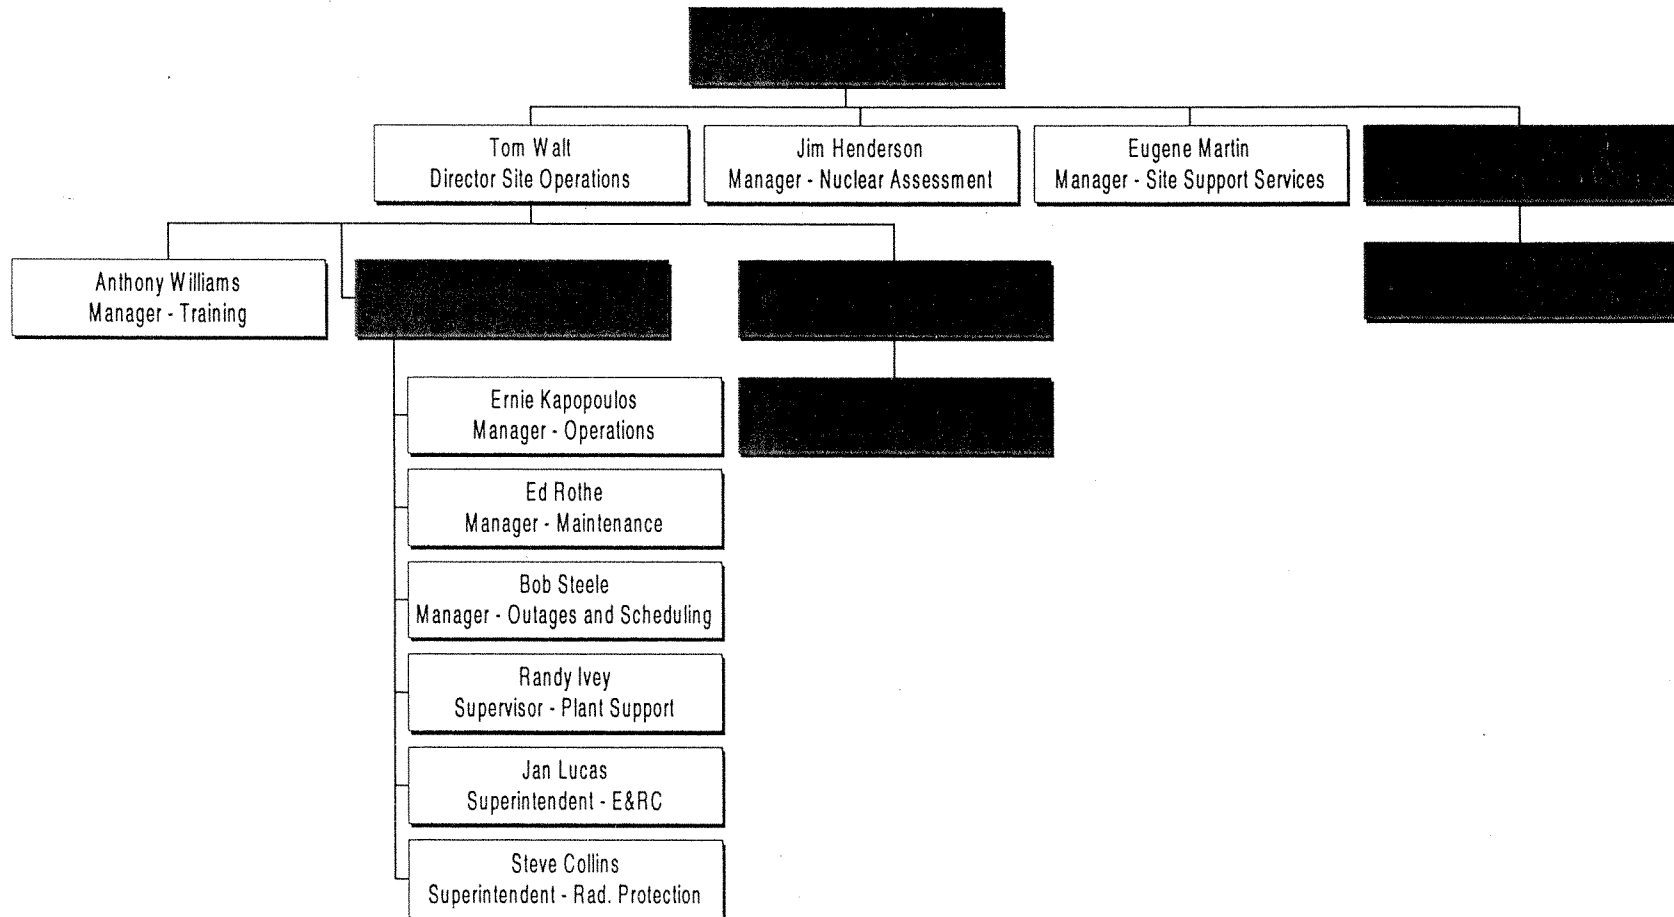 Tom Walt
Director Site Operations
Jim Henderson
Manager - Nuclear Assessment
Eugene Martin
Manager - Site Support Services
Anthony Williams
Manager - Training
Ernie Kapopoulos
Manager - Operations
Ed Rothe
Manager - Maintenance
Bob Steele
Manager - Outages and Scheduling
Randy Ivey
Supervisor - Plant Support
Jan Lucas
Superintendent - E&RC
Steve Collins
Superintendent - Rad. Protection